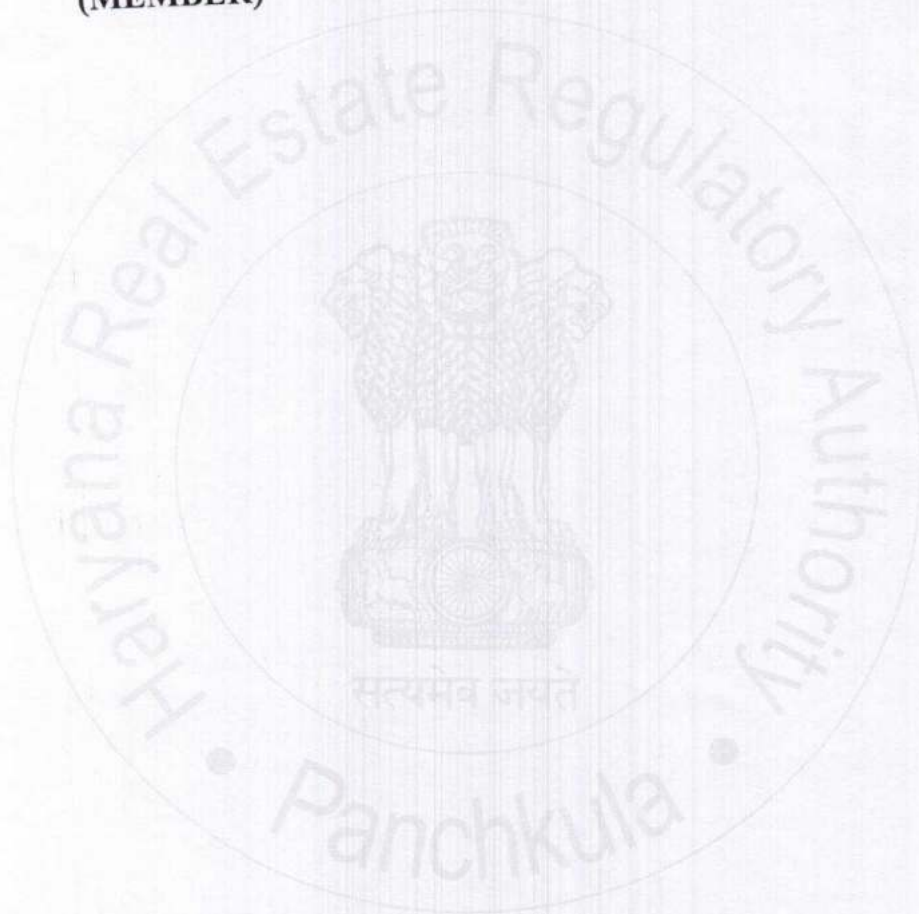 (MEMBER)
Haryana Real Estate Regulatory Authority
सत्यमेव जयते
• Panchkula •